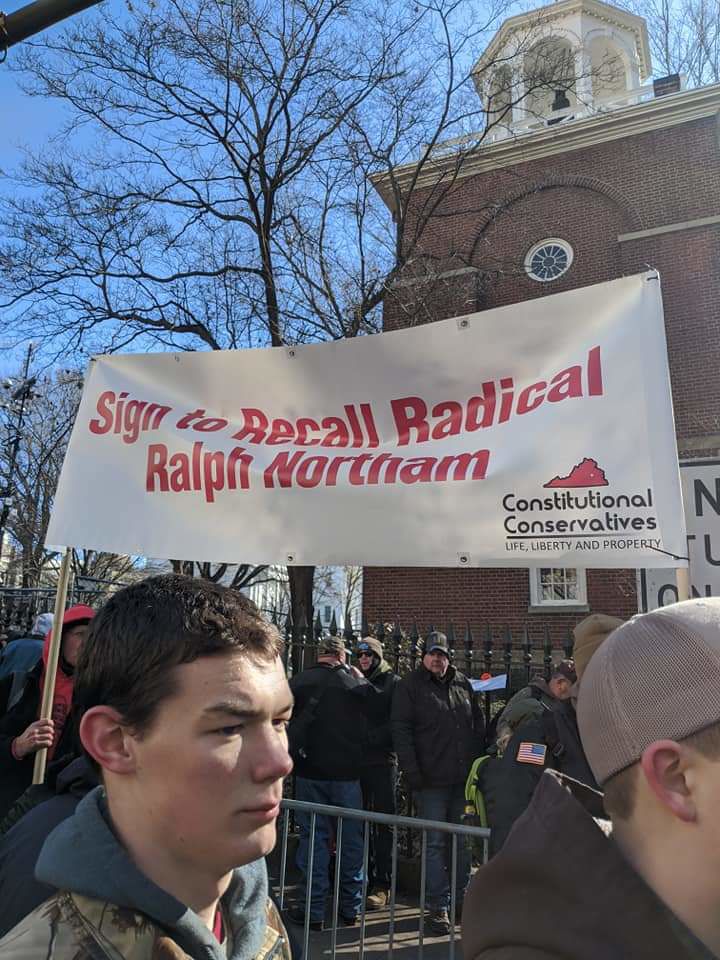 Sign to Recall Radical
Ralph Northam
Constitutional
Conservatives
LIFE, LIBERTY AND PROPERTY